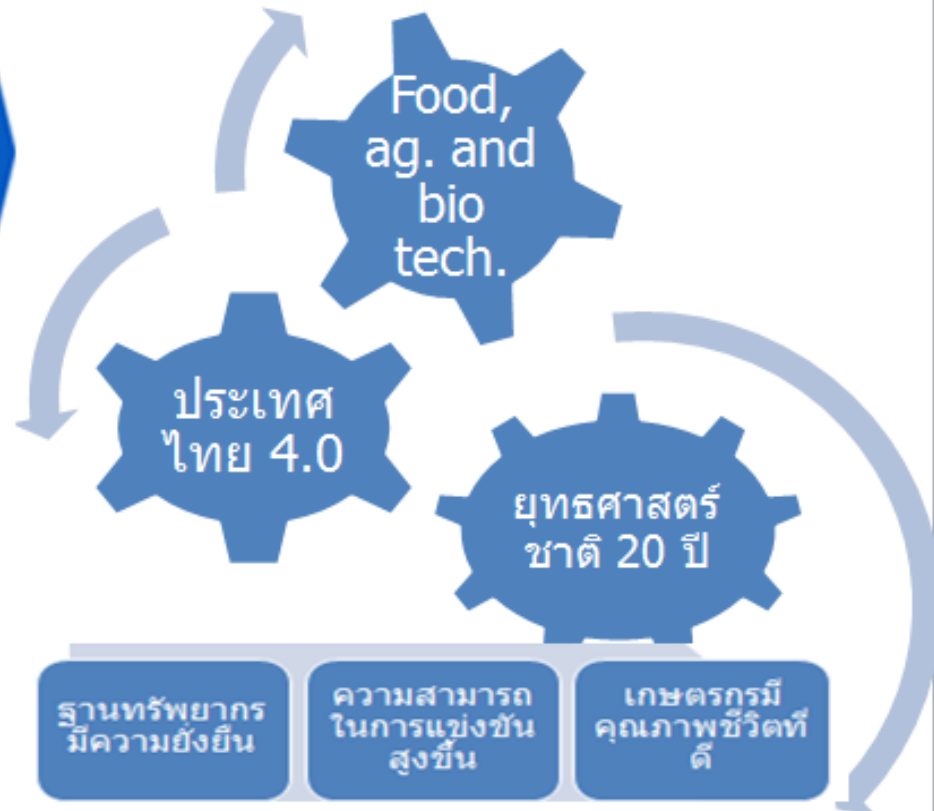 Food,
ag. and
bio
tech.
ประเทศ
ไทย 4.0
ยุทธศาสตร์
ชาติ 20 ปี
ฐานทรัพยากร
มีความยั่งยืน
ความสามารถ
ในการแข่งขัน
สูงขึ้น
เกษตรกรมี
คุณภาพชีวิตที่
ดี